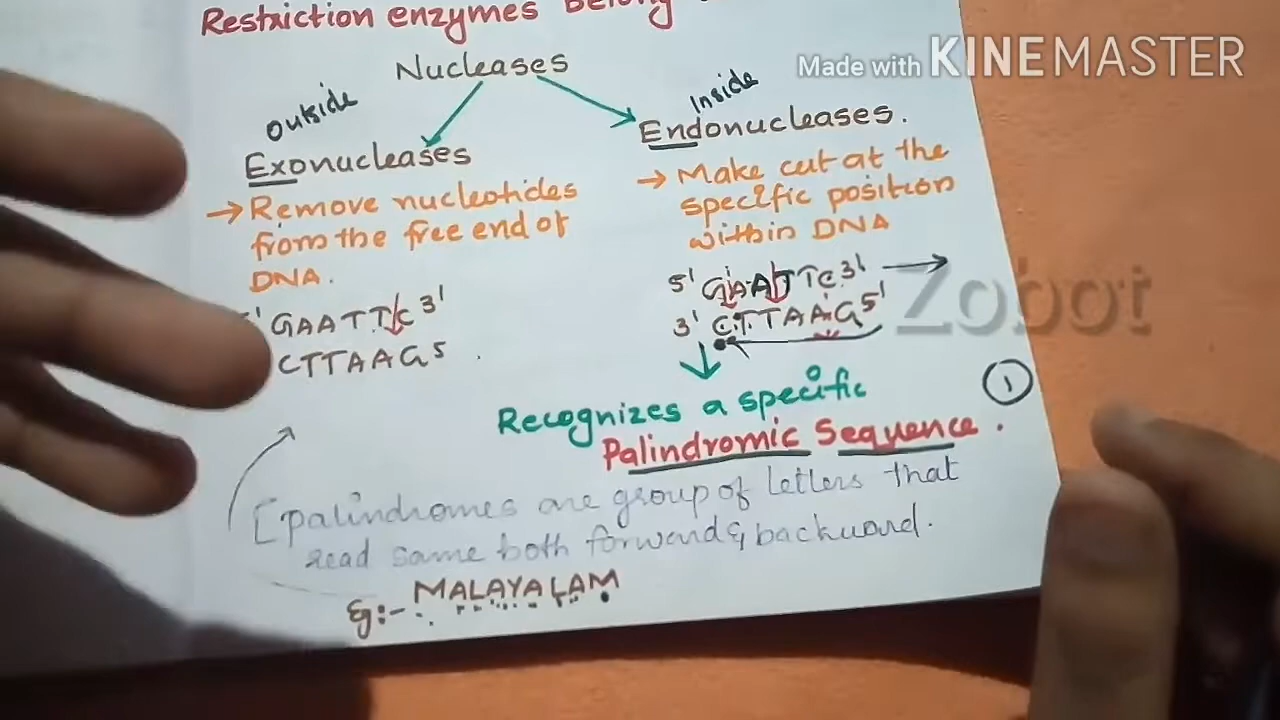 Restriction enzymes Belong
Made with KINEMASTER
Nucleases
Outside
Inside
Exonucleases
Endonucleases.
→ Remove nucleotides
from the free end of
DNA.
→ Make cut at the
specific position
within DNA
5' GAATTC 3'
3' CTTAAG 5'
' GAATTC 3'
CTTAAG 5
Zobot
Recognizes a specific
Palindromic Sequence.
1
[palindromes are group of letters that
read same both forward & backward.
Eg:- MALAYALAM